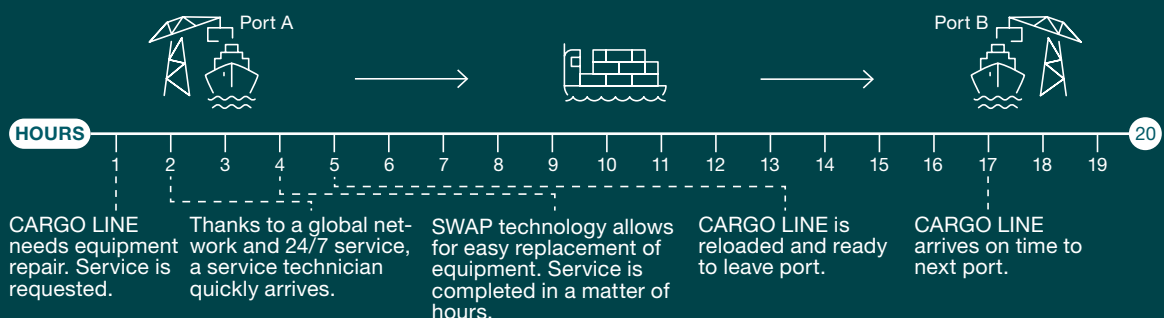 Port A
Port B
HOURS
1 2 3 4 5 6 7 8 9 10 11 12 13 14 15 16 17 18 19 20
CARGO LINE
needs equipment
repair. Service is
requested.
Thanks to a global net-
work and 24/7 service,
a service technician
quickly arrives.
SWAP technology allows
for easy replacement of
equipment. Service is
completed in a matter of
hours.
CARGO LINE is
reloaded and ready
to leave port.
CARGO LINE
arrives on time to
next port.